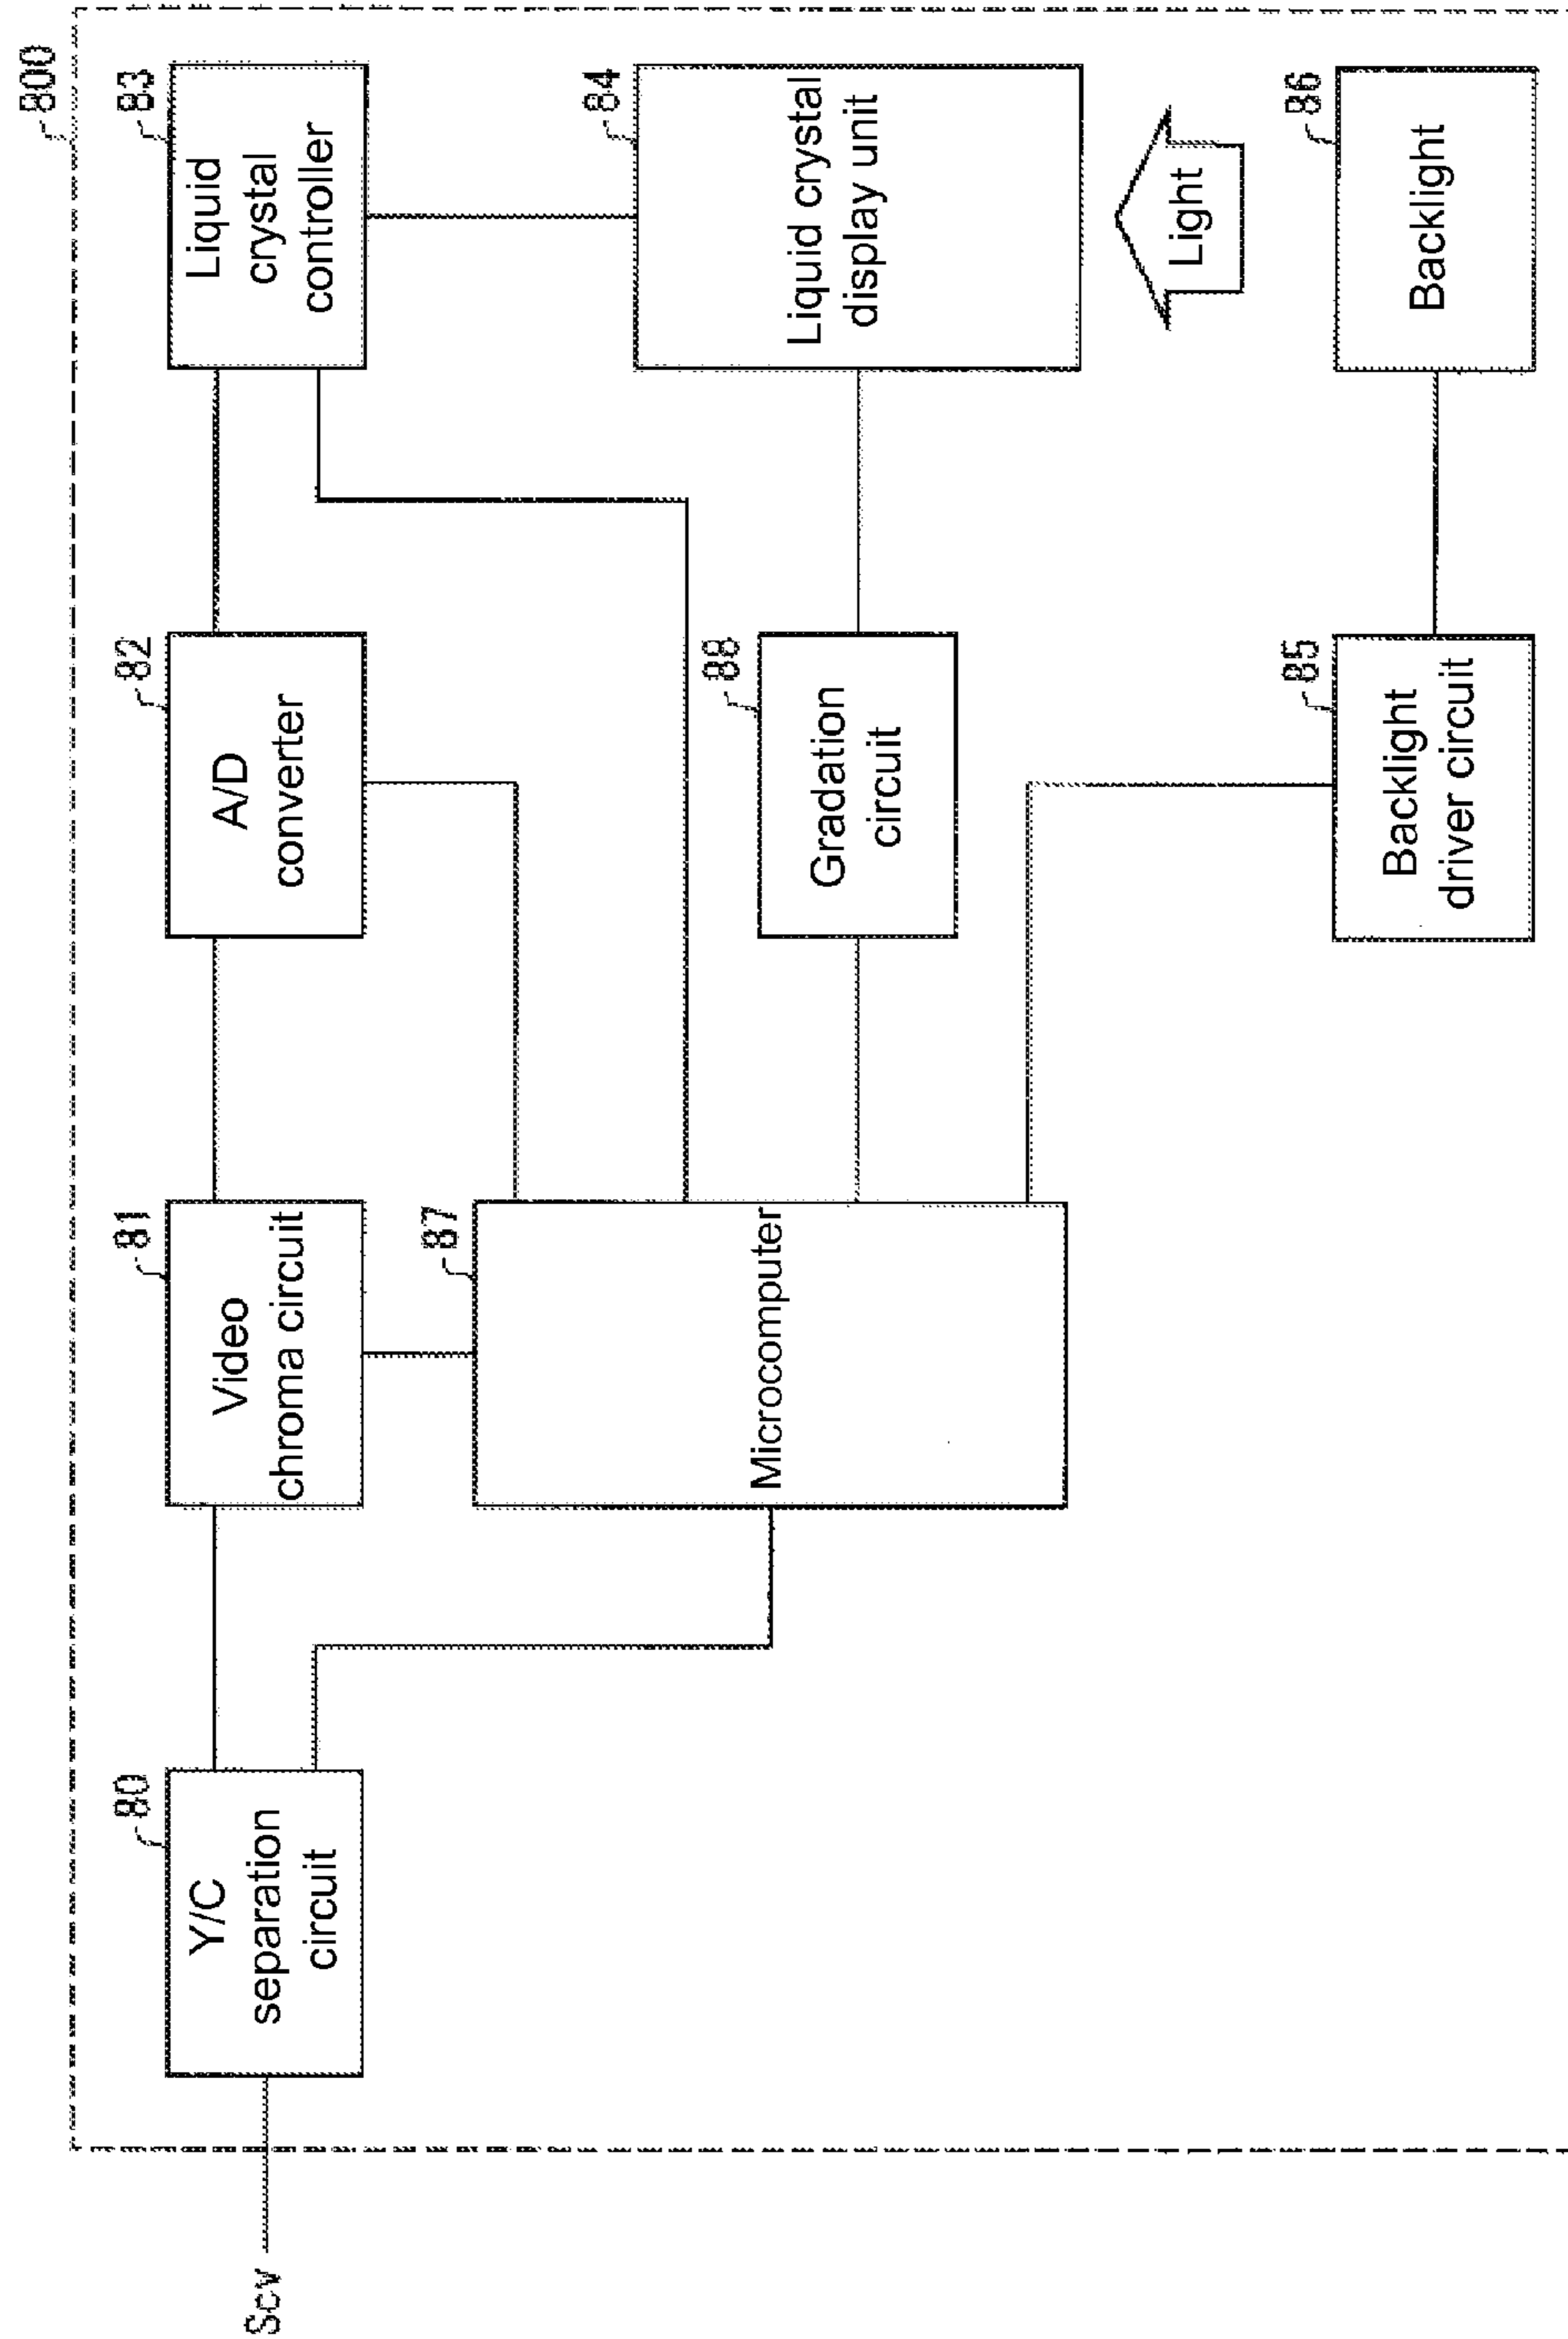 800
80
Y/C
separation
circuit
81
Video
chroma circuit
82
A/D
converter
83
Liquid
crystal
controller
Scv
87
Microcomputer
88
Gradation
circuit
84
Liquid crystal
display unit
Light
85
Backlight
driver circuit
86
Backlight